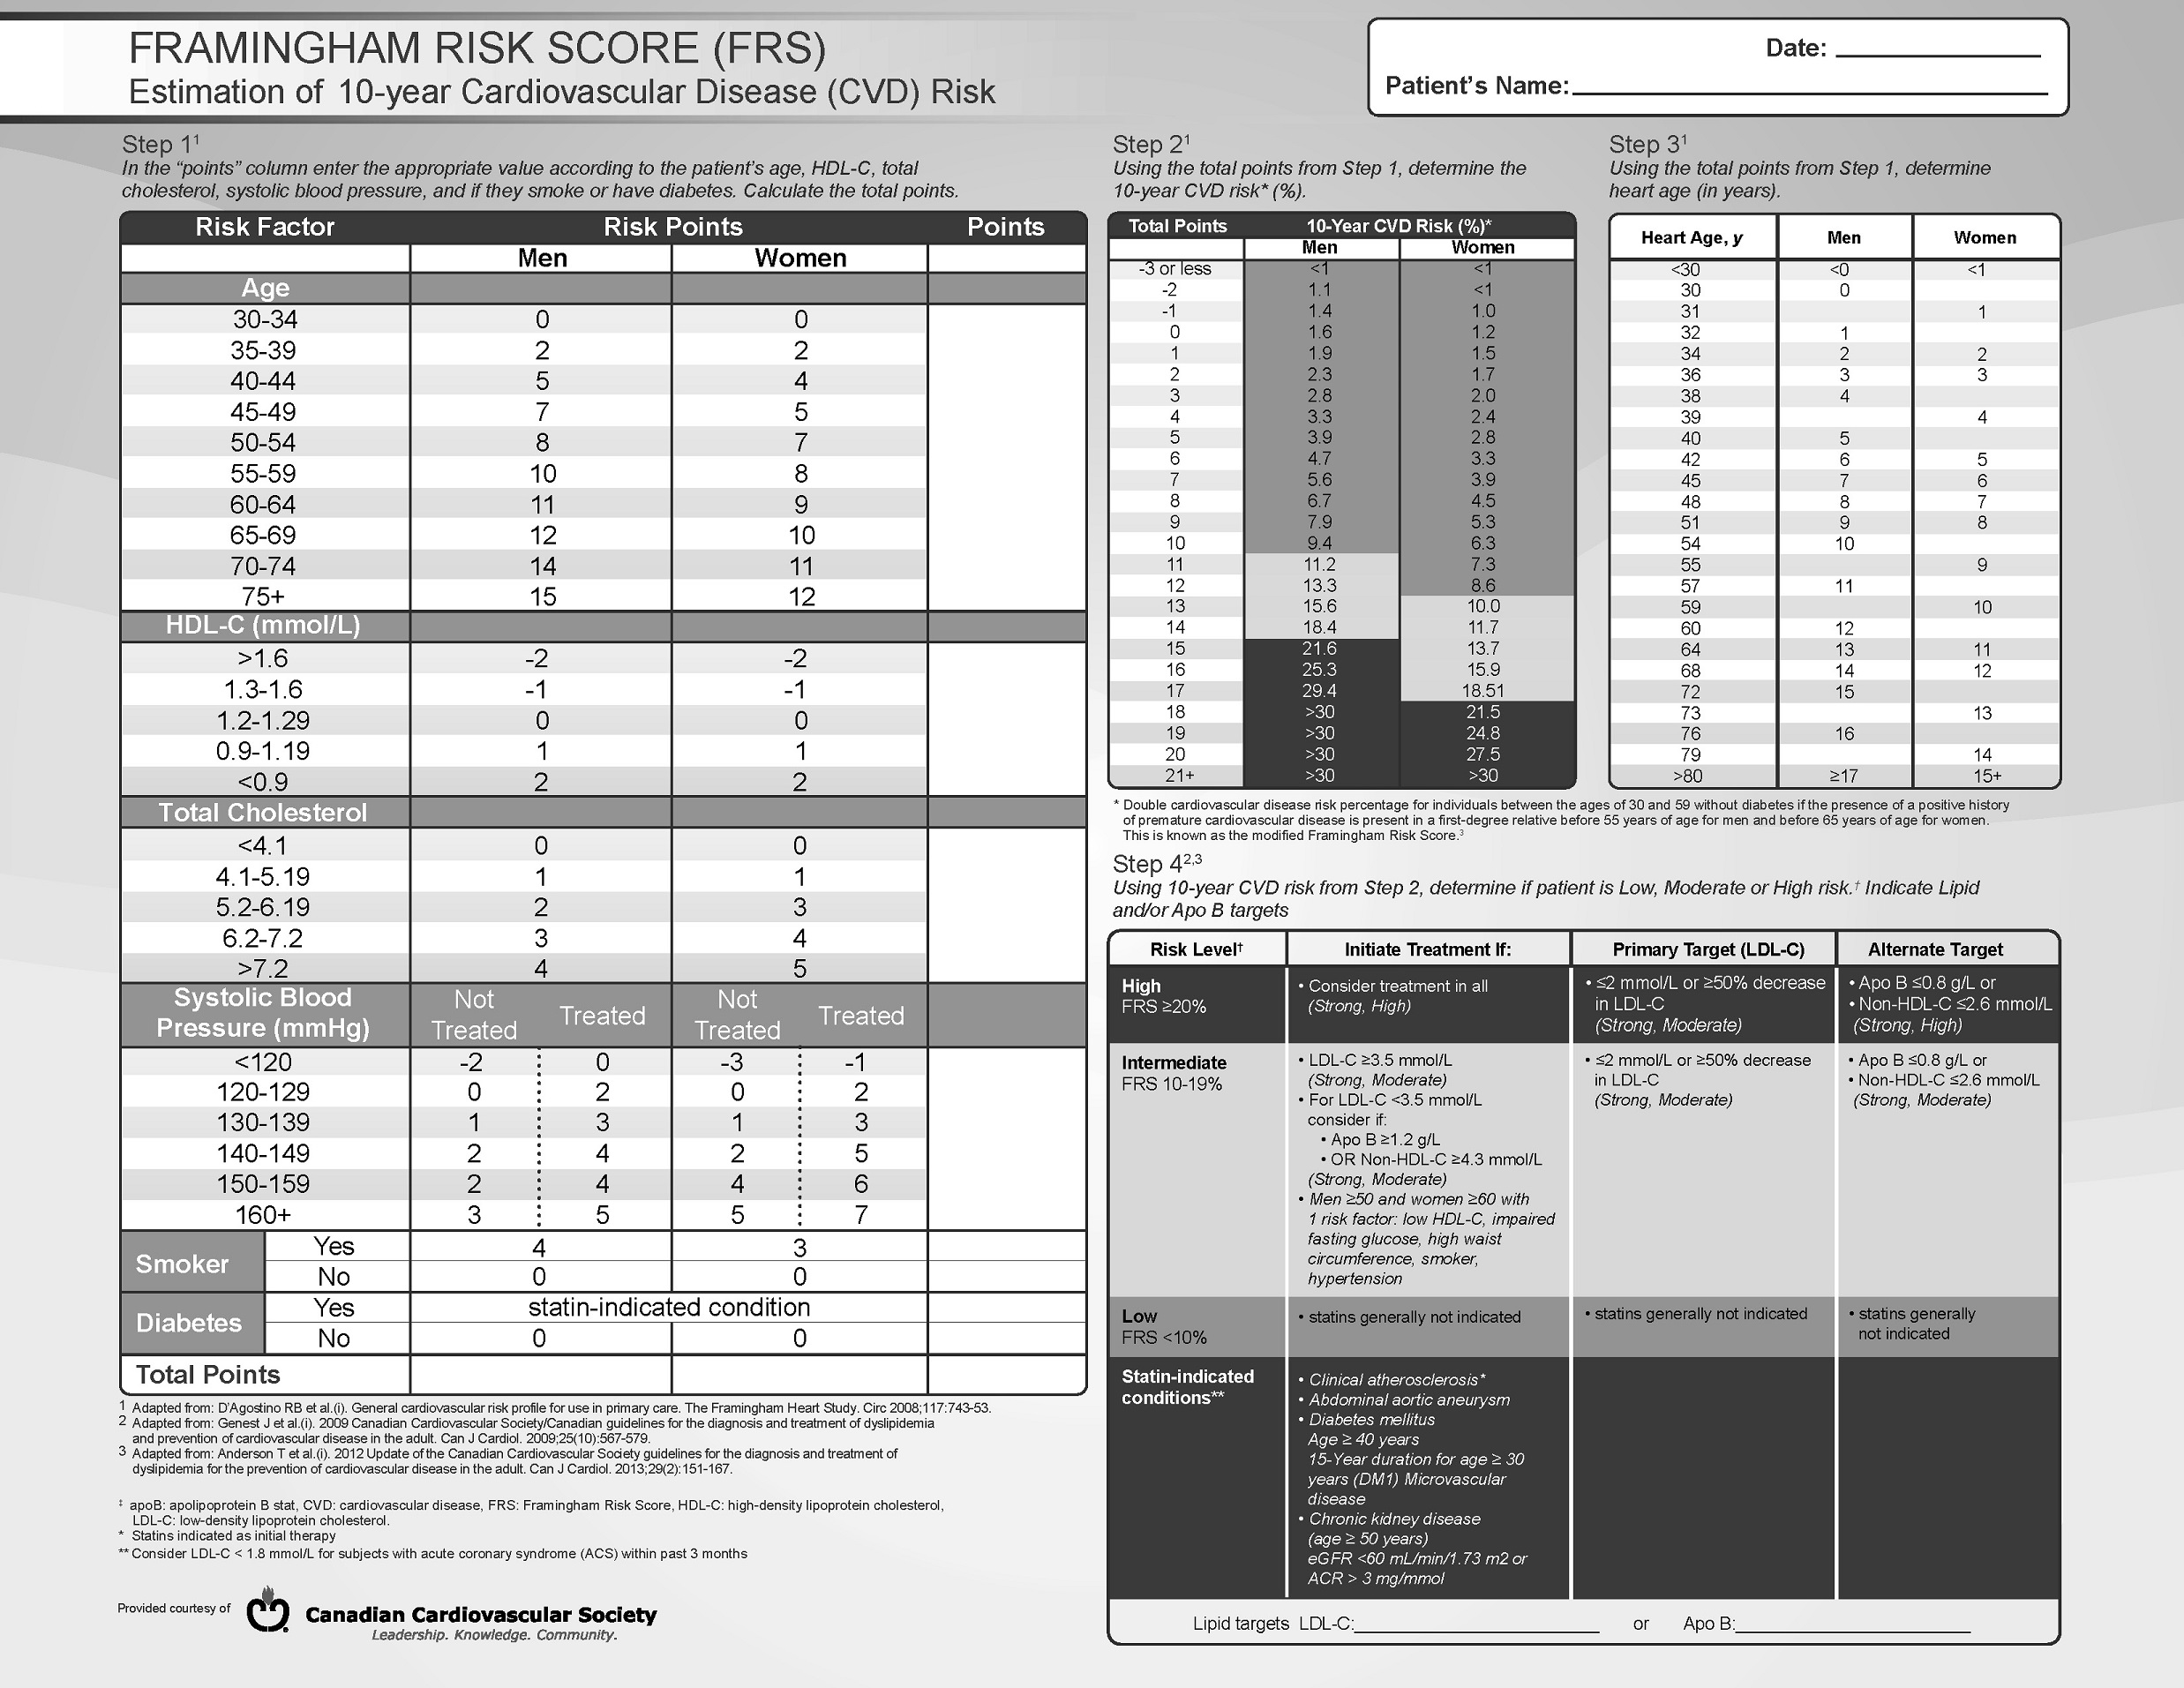 FRAMINGHAM RISK SCORE (FRS)
Estimation of 10-year Cardiovascular Disease (CVD) Risk
Date:
Patient's Name:
Step 1¹
In the “points” column enter the appropriate value according to the patient’s age, HDL-C, total
cholesterol, systolic blood pressure, and if they smoke or have diabetes. Calculate the total points.
Risk Factor Risk Points Points
Men Women
Age
30-34 0 0
35-39 2 2
40-44 5 4
45-49 7 5
50-54 8 7
55-59 10 8
60-64 11 9
65-69 12 10
70-74 14 11
75+ 15 12
HDL-C (mmol/L)
>1.6 -2 -2
1.3-1.6 -1 -1
1.2-1.29 0 0
0.9-1.19 1 1
<0.9 2 2
Total Cholesterol
<4.1 0 0
4.1-5.19 1 1
5.2-6.19 2 3
6.2-7.2 3 4
>7.2 4 5
Systolic Blood Pressure (mmHg) Not Treated Treated Not Treated Treated
<120 -2 0 -3 -1
120-129 0 2 0 2
130-139 1 3 1 3
140-149 2 4 2 5
150-159 2 4 4 6
160+ 3 5 5 7
Smoker
Yes 4 3
No 0 0
Diabetes
Yes statin-indicated condition
No 0 0
Total Points
1 Adapted from: D’Agostino RB et al.(i). General cardiovascular risk profile for use in primary care. The Framingham Heart Study. Circ 2008;117:743-53.
2 Adapted from: Genest J et al.(i). 2009 Canadian Cardiovascular Society/Canadian guidelines for the diagnosis and treatment of dyslipidemia
and prevention of cardiovascular disease in the adult. Can J Cardiol. 2009;25(10):567-579.
3 Adapted from: Anderson T et al.(i). 2012 Update of the Canadian Cardiovascular Society guidelines for the diagnosis and treatment of
dyslipidemia for the prevention of cardiovascular disease in the adult. Can J Cardiol. 2013;29(2):151-167.
‡ apoB: apolipoprotein B stat, CVD: cardiovascular disease, FRS: Framingham Risk Score, HDL-C: high-density lipoprotein cholesterol,
LDL-C: low-density lipoprotein cholesterol.
* Statins indicated as initial therapy
** Consider LDL-C < 1.8 mmol/L for subjects with acute coronary syndrome (ACS) within past 3 months
Provided courtesy of
Canadian Cardiovascular Society
Leadership. Knowledge. Community.
Step 2¹
Using the total points from Step 1, determine the
10-year CVD risk* (%).
Total Points 10-Year CVD Risk (%)*
Men Women
-3 or less <1 <1
-2 1.1 <1
-1 1.4 1.0
0 1.6 1.2
1 1.9 1.5
2 2.3 1.7
3 2.8 2.0
4 3.3 2.4
5 3.9 2.8
6 4.7 3.3
7 5.6 3.9
8 6.7 4.5
9 7.9 5.3
10 9.4 6.3
11 11.2 7.3
12 13.3 8.6
13 15.6 10.0
14 18.4 11.7
15 21.6 13.7
16 25.3 15.9
17 29.4 18.51
18 >30 21.5
19 >30 24.8
20 >30 27.5
21+ >30 >30
Step 3¹
Using the total points from Step 1, determine
heart age (in years).
Heart Age, y Men Women
<30 <0 <1
30 0
31 1
32 1
34 2 2
36 3 3
38 4
39 4
40 5
42 6 5
45 7 6
48 8 7
51 9 8
54 10
55 9
57 11
59 10
60 12
64 13 11
68 14 12
72 15
73 13
76 16
79 14
>80 ≥17 15+
* Double cardiovascular disease risk percentage for individuals between the ages of 30 and 59 without diabetes if the presence of a positive history
of premature cardiovascular disease is present in a first-degree relative before 55 years of age for men and before 65 years of age for women.
This is known as the modified Framingham Risk Score.³
Step 4²,³
Using 10-year CVD risk from Step 2, determine if patient is Low, Moderate or High risk.† Indicate Lipid
and/or Apo B targets
Risk Level† Initiate Treatment If: Primary Target (LDL-C) Alternate Target
High
FRS ≥20%
• Consider treatment in all
(Strong, High)
• ≤2 mmol/L or ≥50% decrease
in LDL-C
(Strong, Moderate)
• Apo B ≤0.8 g/L or
• Non-HDL-C ≤2.6 mmol/L
(Strong, High)
Intermediate
FRS 10-19%
• LDL-C ≥3.5 mmol/L
(Strong, Moderate)
• For LDL-C <3.5 mmol/L
consider if:
• Apo B ≥1.2 g/L
• OR Non-HDL-C ≥4.3 mmol/L
(Strong, Moderate)
• Men ≥50 and women ≥60 with
1 risk factor: low HDL-C, impaired
fasting glucose, high waist
circumference, smoker,
hypertension
• ≤2 mmol/L or ≥50% decrease
in LDL-C
(Strong, Moderate)
• Apo B ≤0.8 g/L or
• Non-HDL-C ≤2.6 mmol/L
(Strong, Moderate)
Low
FRS <10%
• statins generally not indicated
• statins generally not indicated
• statins generally
not indicated
Statin-indicated
conditions**
• Clinical atherosclerosis*
• Abdominal aortic aneurysm
• Diabetes mellitus
Age ≥ 40 years
15-Year duration for age ≥ 30
years (DM1) Microvascular
disease
• Chronic kidney disease
(age ≥ 50 years)
eGFR <60 mL/min/1.73 m2 or
ACR > 3 mg/mmol
Lipid targets LDL-C: or Apo B: